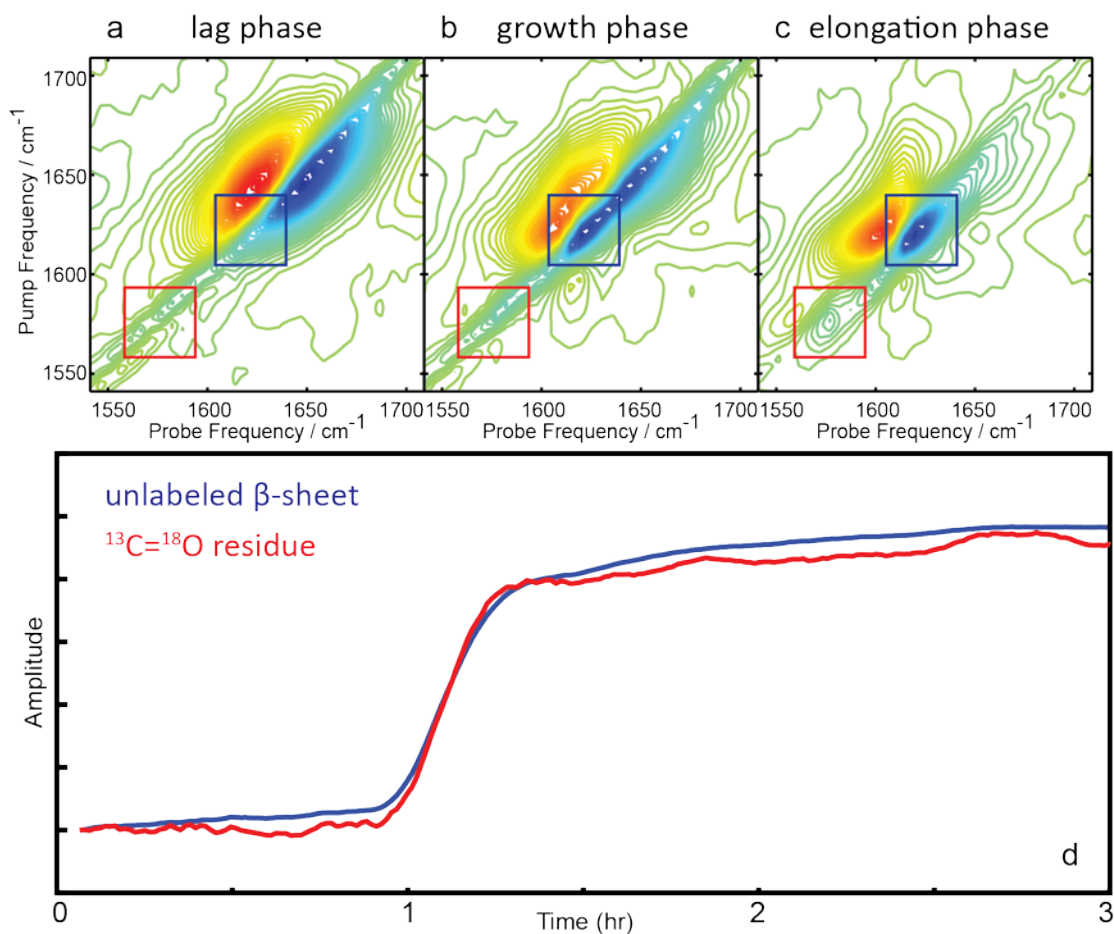 a lag phase b growth phase c elongation phase
Pump Frequency / cm-1
1700
1650
1600
1550
1550 1600 1650 1700 1550 1600 1650 1700 1550 1600 1650 1700
Probe Frequency / cm-1 Probe Frequency / cm-1 Probe Frequency / cm-1
unlabeled β-sheet
13C=18O residue
Amplitude
d
0 1 2 3
Time (hr)